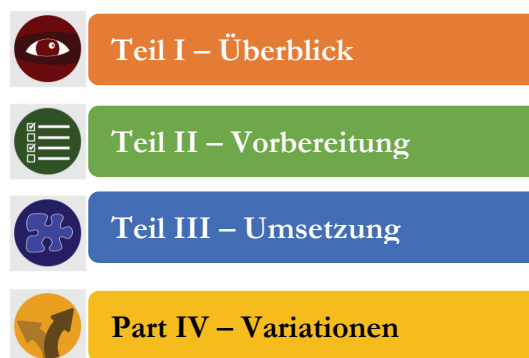 Teil I – Überblick
Teil II – Vorbereitung
Teil III – Umsetzung
Part IV – Variationen